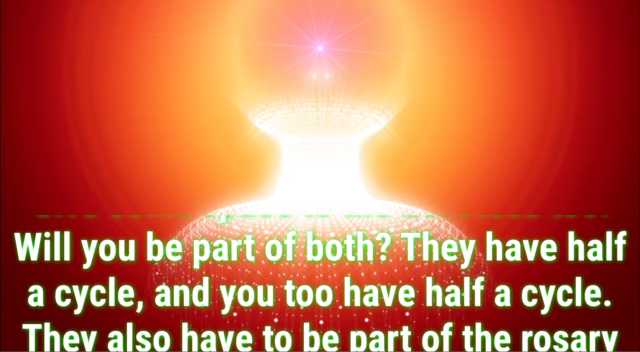 Will you be part of both? They have half
a cycle, and you too have half a cycle.
They also have to be part of the rosary